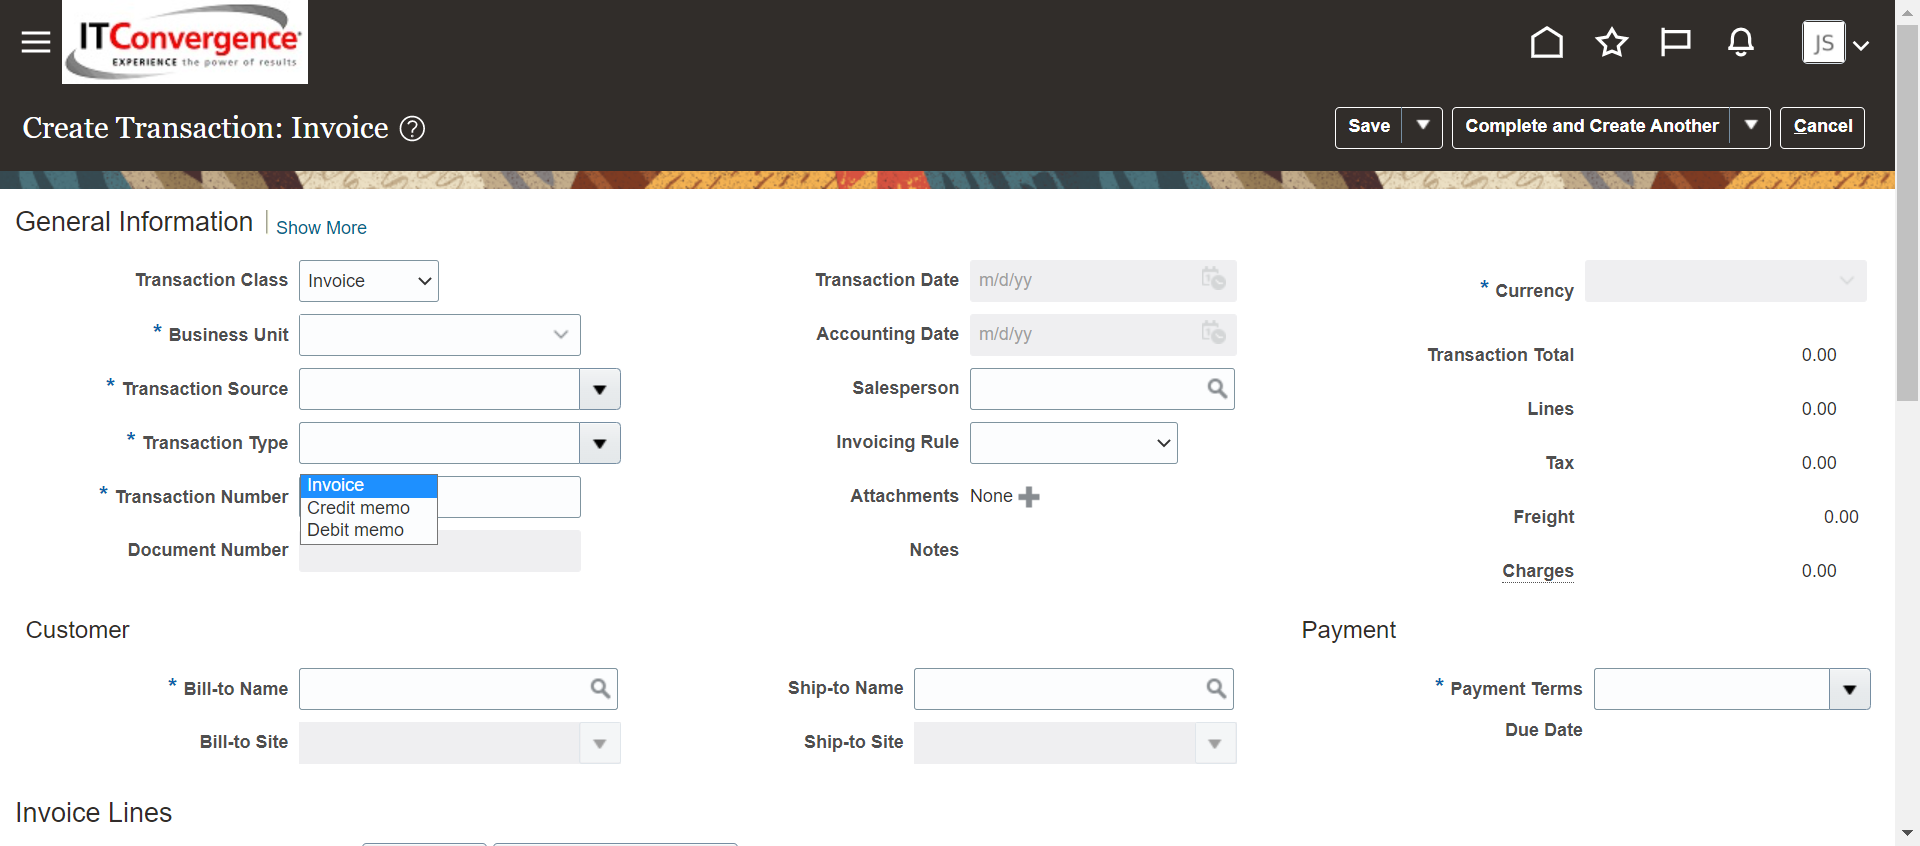 ITConvergence
EXPERIENCE the power of results
JS
Create Transaction: Invoice ?
Save
Complete and Create Another
Cancel
General Information
Show More
Transaction Class
Invoice
* Business Unit
* Transaction Source
* Transaction Type
* Transaction Number
Invoice
Credit memo
Debit memo
Document Number
Transaction Date
m/d/yy
Accounting Date
m/d/yy
Salesperson
Invoicing Rule
Attachments None
Notes
* Currency
Transaction Total 0.00
Lines 0.00
Tax 0.00
Freight 0.00
Charges 0.00
Customer
* Bill-to Name
Bill-to Site
Ship-to Name
Ship-to Site
Payment
* Payment Terms
Due Date
Invoice Lines